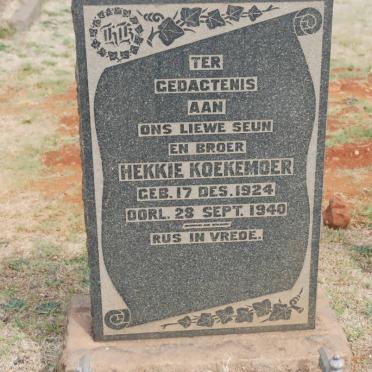 HK
TER
GEDACTENIS
AAN
ONS LIEWE SEUN
EN BROER
HEKKIE KOEKEMOER
GEB. 17 DES. 1924
OORL. 28 SEPT. 1940
RUS IN VREDE.